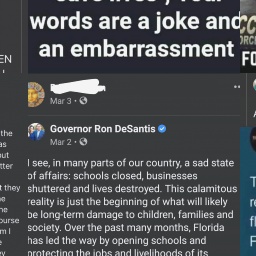 words are a joke and
an embarrassment
EN
Mar 3 ·
Governor Ron DeSantis
Mar 2 ·
I see, in many parts of our country, a sad state
of affairs: schools closed, businesses
shuttered and lives destroyed. This calamitous
reality is just the beginning of what will likely
be long-term damage to children, families and
society. Over the past many months, Florida
has led the way by opening schools and
protecting the jobs and livelihoods of its
the
as
out
they
ne
ourse
m I
FO
T
re
fl
F